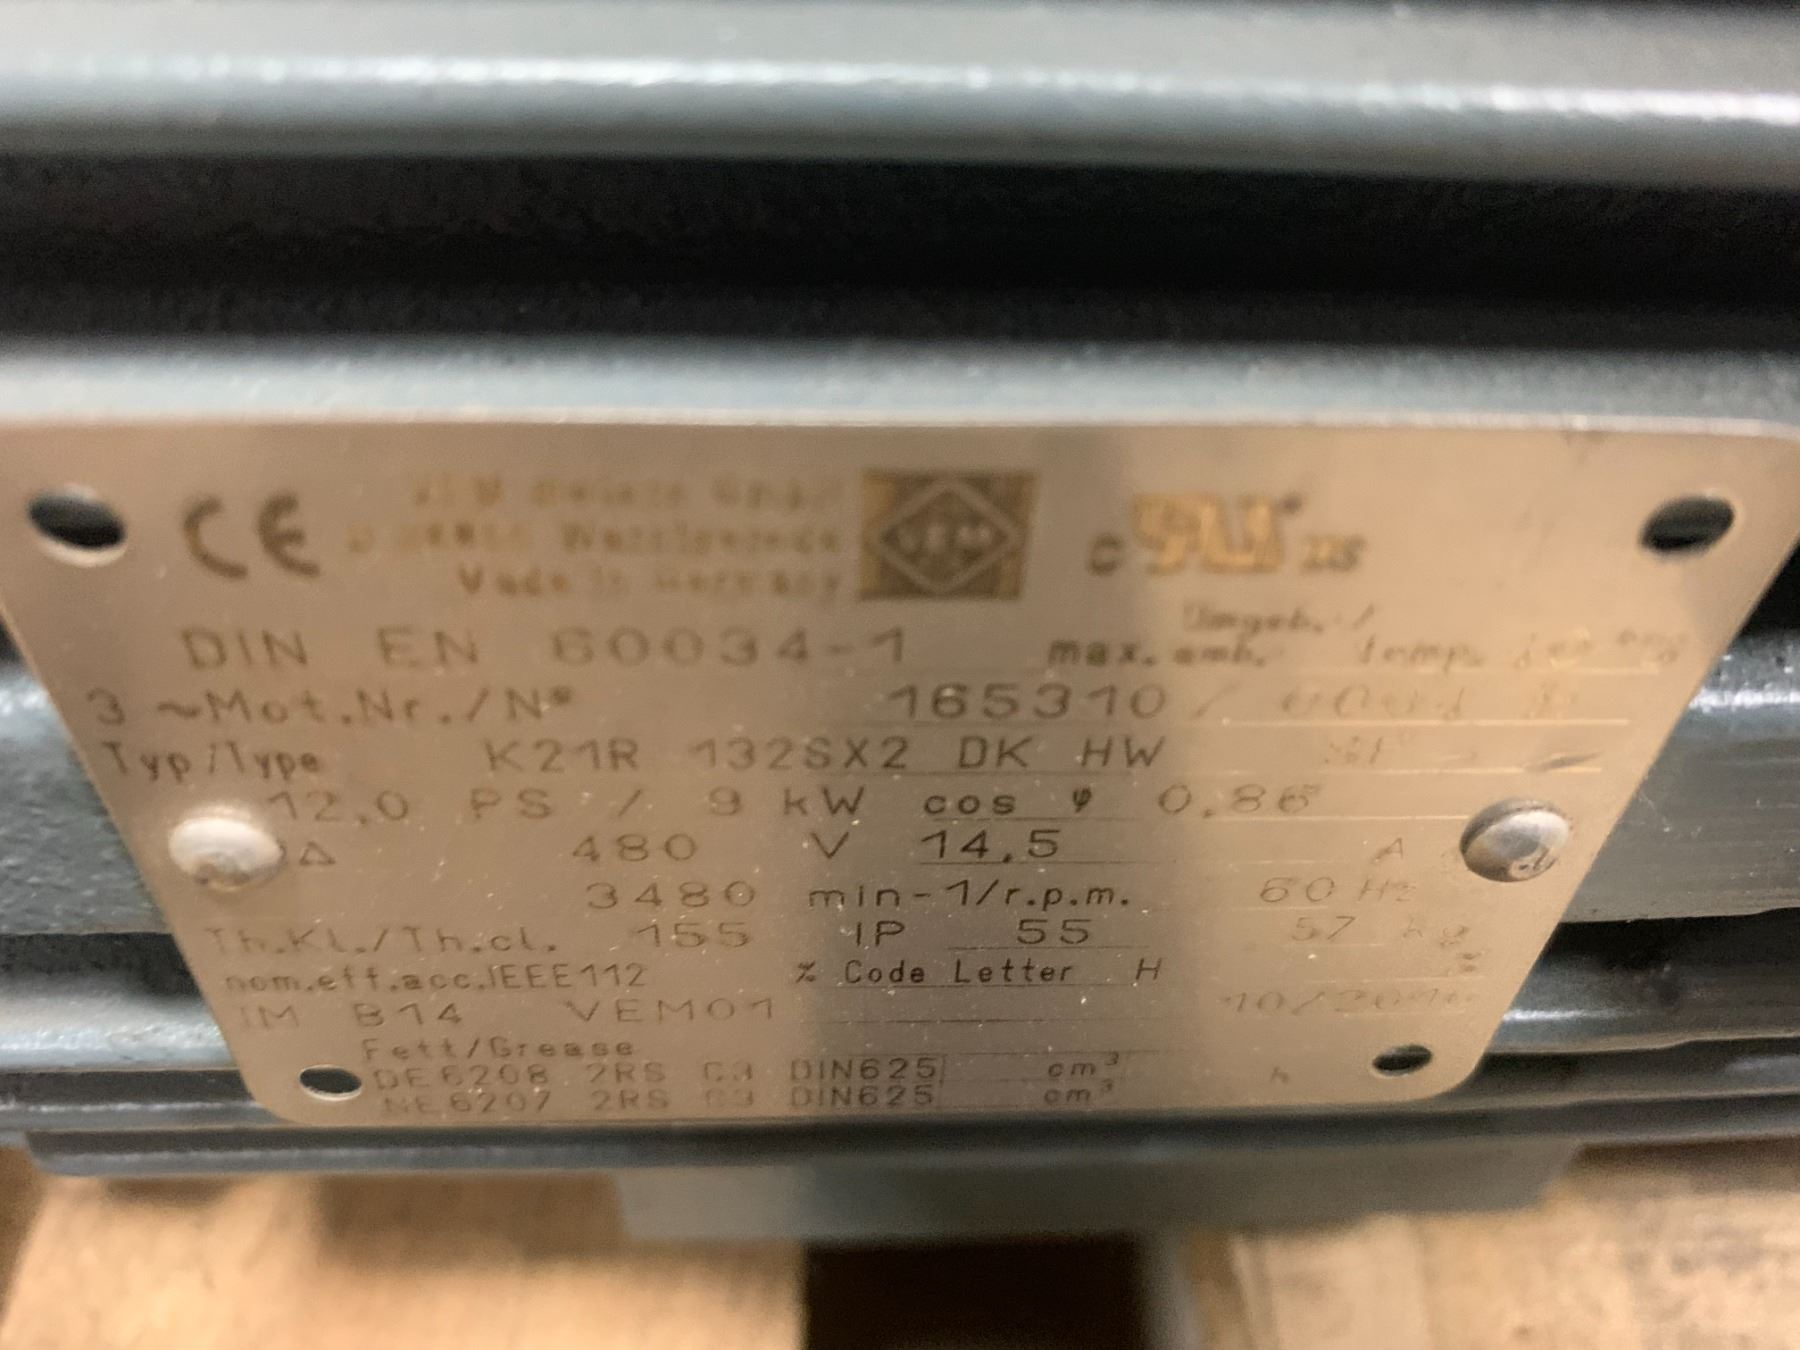 CE
Made in Germany
VEM
c US
DIN EN 60034-1
max. amb. Umgeb./ temp.
3 ~Mot.Nr./N° 165310/
Typ/Type K21R 132SX2 DK HW
12,0 PS / 9 kW cos φ 0,86
Δ 480 V 14,5 A
3480 min-1/r.p.m. 60 Hz
Th.Kl./Th.cl. 155 IP 55 57 kg
nom.eff.acc.IEEE112 % Code Letter H
IM B14 VEM01
Fett/Grease
DE6208 2RS C3 DIN625 cm³ h
NE6207 2RS C3 DIN625 cm³